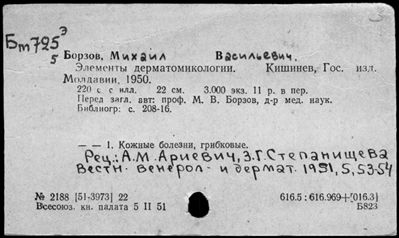 Бт725э
5
Борзов, Михаил Васильевич.
Элементы дерматомикологии. Кишинев, Гос. изд.
Молдавии, 1950.
220 с. с илл. 22 см. 3.000 экз. 11 р. в пер.
Перед загл. авт: проф. М. В. Борзов, д-р мед. наук.
Библиогр: с. 208-16.
— — 1. Кожные болезни, грибковые.
Рец.: А.М. Ариевич, З.Г. Степанищева
Вестн. венерол- и дермат. 1951, 5, 53-54
№ 2188 [51-3973] 22 616.5 : 616.969+[016.3]
Всесоюз. кн. палата 5 II 51 Б823